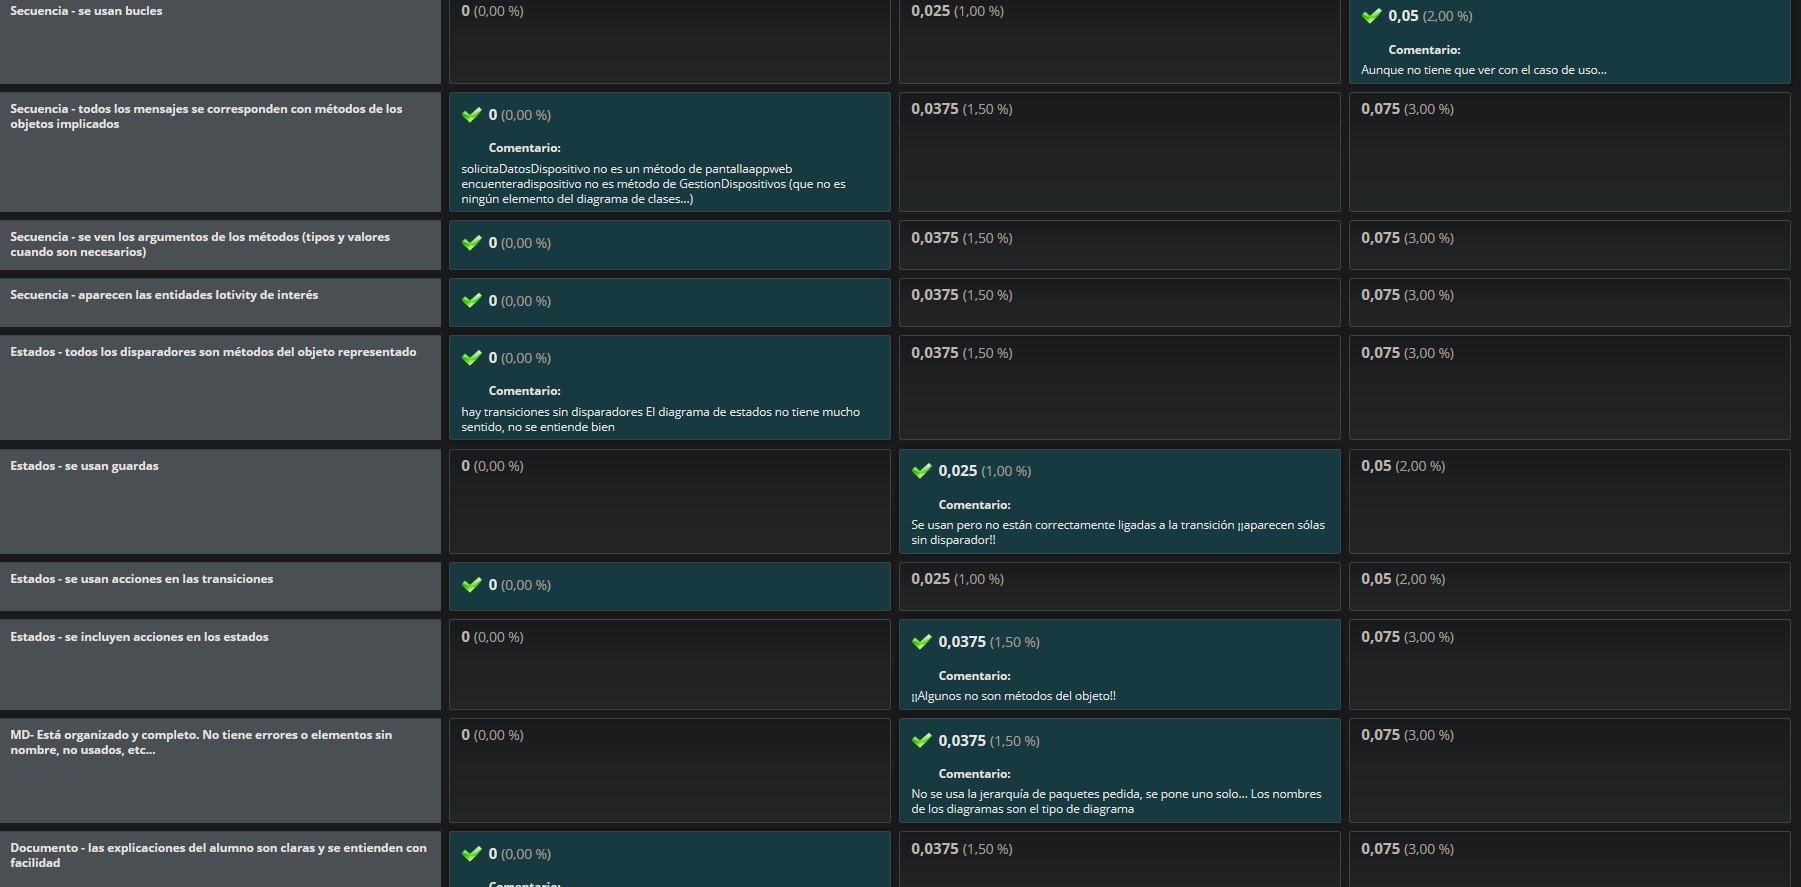 Secuencia - se usan bucles
0 (0,00 %)
0,025 (1,00 %)
0,05 (2,00 %)
Comentario:
Aunque no tiene que ver con el caso de uso...
Secuencia - todos los mensajes se corresponden con métodos de los
objetos implicados
0 (0,00 %)
Comentario:
solicitaDatosDispositivo no es un método de pantallaappweb
encuenteradispositivo no es método de GestionDispositivos (que no es
ningún elemento del diagrama de clases...)
0,0375 (1,50 %)
0,075 (3,00 %)
Secuencia - se ven los argumentos de los métodos (tipos y valores
cuando son necesarios)
0 (0,00 %)
0,0375 (1,50 %)
0,075 (3,00 %)
Secuencia - aparecen las entidades Iotivity de interés
0 (0,00 %)
0,0375 (1,50 %)
0,075 (3,00 %)
Estados - todos los disparadores son métodos del objeto representado
0 (0,00 %)
Comentario:
hay transiciones sin disparadores El diagrama de estados no tiene mucho
sentido, no se entiende bien
0,0375 (1,50 %)
0,075 (3,00 %)
Estados - se usan guardas
0 (0,00 %)
0,025 (1,00 %)
Comentario:
Se usan pero no están correctamente ligadas a la transición ¡¡aparecen sólas
sin disparador!!
0,05 (2,00 %)
Estados - se usan acciones en las transiciones
0 (0,00 %)
0,025 (1,00 %)
0,05 (2,00 %)
Estados - se incluyen acciones en los estados
0 (0,00 %)
0,0375 (1,50 %)
Comentario:
¡¡Algunos no son métodos del objeto!!
0,075 (3,00 %)
MD- Está organizado y completo. No tiene errores o elementos sin
nombre, no usados, etc...
0 (0,00 %)
0,0375 (1,50 %)
Comentario:
No se usa la jerarquía de paquetes pedida, se pone uno solo... Los nombres
de los diagramas son el tipo de diagrama
0,075 (3,00 %)
Documento - las explicaciones del alumno son claras y se entienden con
facilidad
0 (0,00 %)
Comentario:
0,0375 (1,50 %)
0,075 (3,00 %)